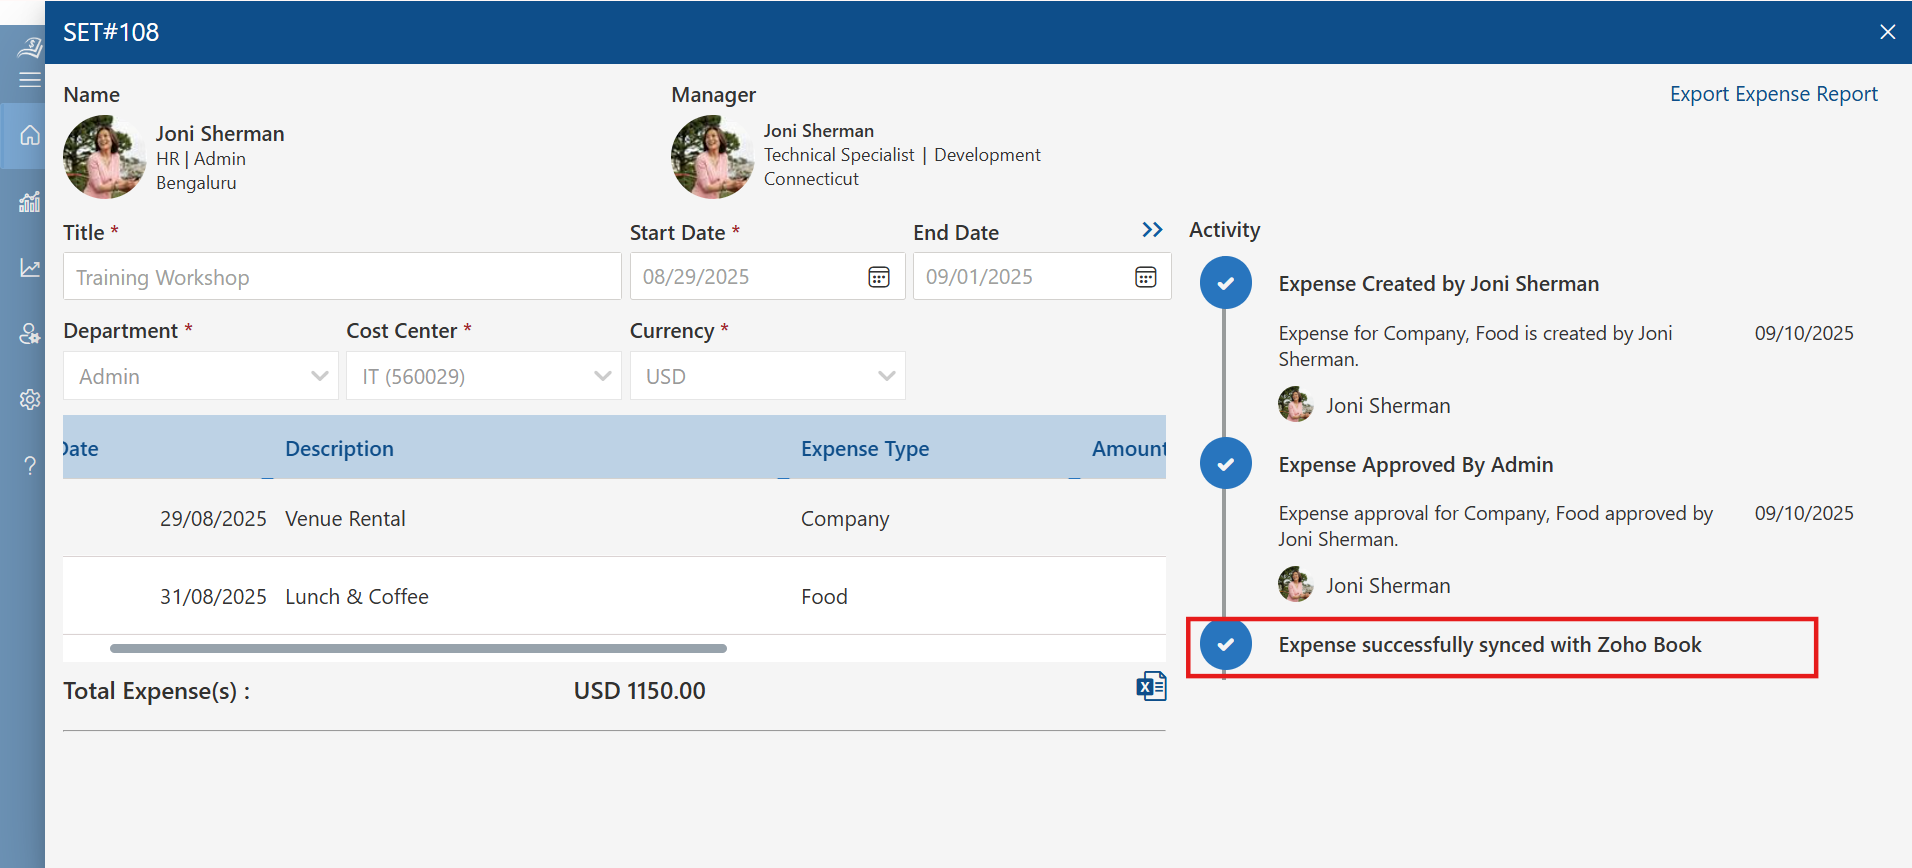 SET#108
Export Expense Report
Name
Joni Sherman
HR | Admin
Bengaluru
Manager
Joni Sherman
Technical Specialist | Development
Connecticut
Title *
Training Workshop
Start Date *
08/29/2025
End Date
09/01/2025
Department *
Admin
Cost Center *
IT (560029)
Currency *
USD
Date Description Expense Type Amount
29/08/2025 Venue Rental Company
31/08/2025 Lunch & Coffee Food
Total Expense(s) : USD 1150.00
Activity
Expense Created by Joni Sherman
Expense for Company, Food is created by Joni 09/10/2025
Sherman.
Joni Sherman
Expense Approved By Admin
Expense approval for Company, Food approved by 09/10/2025
Joni Sherman.
Joni Sherman
Expense successfully synced with Zoho Book